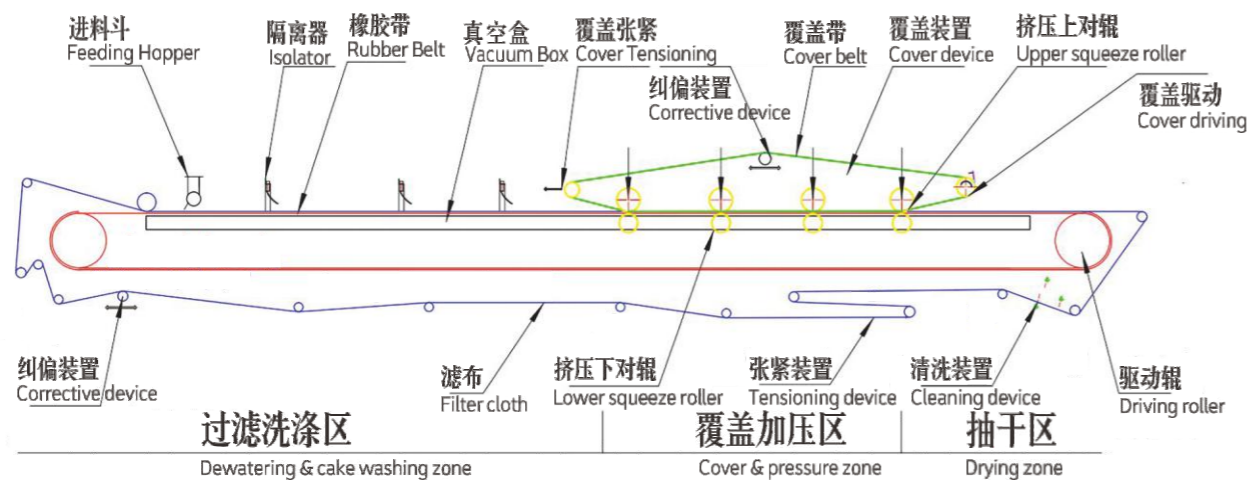 进料斗
Feeding Hopper
隔离器
Isolator
橡胶带
Rubber Belt
真空盒
Vacuum Box
覆盖张紧
Cover Tensioning
纠偏装置
Corrective device
覆盖带
Cover belt
覆盖装置
Cover device
挤压上对辊
Upper squeeze roller
覆盖驱动
Cover driving
纠偏装置
Corrective device
滤布
Filter cloth
挤压下对辊
Lower squeeze roller
张紧装置
Tensioning device
清洗装置
Cleaning device
驱动辊
Driving roller
过滤洗涤区
Dewatering & cake washing zone
覆盖加压区
Cover & pressure zone
抽干区
Drying zone